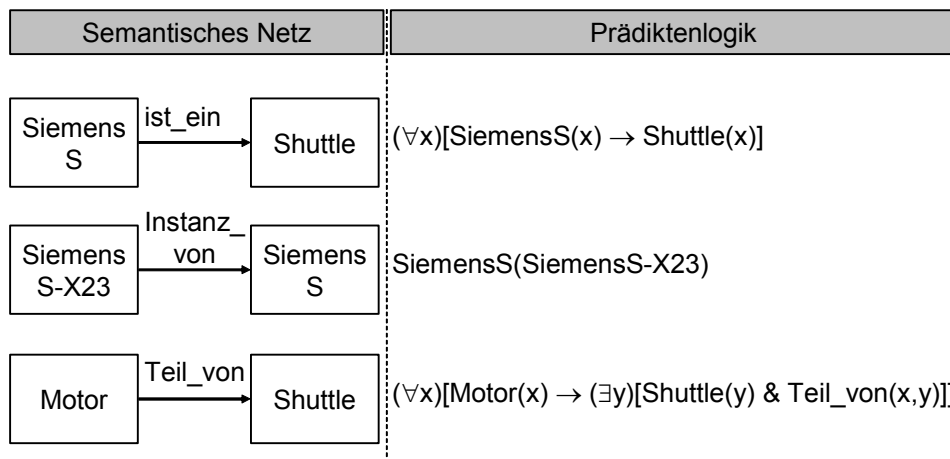 Semantisches Netz
Prädiktenlogik
Siemens
S
ist_ein
Shuttle
(∀x)[SiemensS(x) → Shuttle(x)]
Siemens
S-X23
Instanz_
von
Siemens
S
SiemensS(SiemensS-X23)
Motor
Teil_von
Shuttle
(∀x)[Motor(x) → (∃y)[Shuttle(y) & Teil_von(x,y)]]